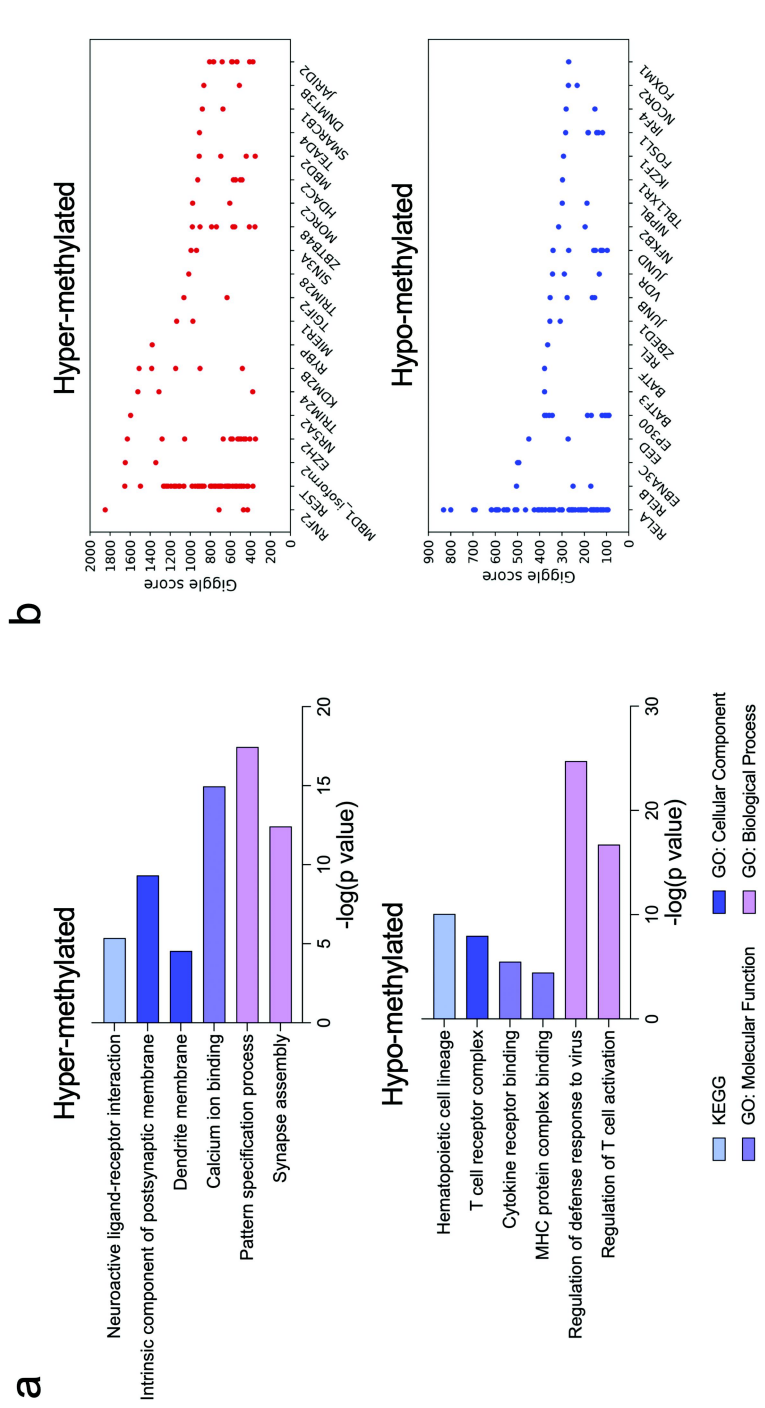 a
Hyper-methylated
Neuroactive ligand-receptor interaction
Intrinsic component of postsynaptic membrane
Dendrite membrane
Calcium ion binding
Pattern specification process
Synapse assembly
0 5 10 15 20
-log(p value)
Hypo-methylated
Hematopoietic cell lineage
T cell receptor complex
Cytokine receptor binding
MHC protein complex binding
Regulation of defense response to virus
Regulation of T cell activation
0 10 20 30
-log(p value)
KEGG
GO: Cellular Component
GO: Molecular Function
GO: Biological Process
b
Hyper-methylated
Giggle score
2000
1800
1600
1400
1200
1000
800
600
400
200
0
RNF2
REST
MBD1_isoform2
EZH2
NR5A2
TRIM24
KDM2B
RYBP
MIER1
TGIF2
TRIM28
SIN3A
ZBTB48
MORC2
HDAC2
MBD2
TEAD4
SMARCB1
DNMT3B
JARID2
Hypo-methylated
Giggle score
900
800
700
600
500
400
300
200
100
0
RELA
RELB
EBNA3C
EED
EP300
BATF3
BATF
REL
ZBED1
JUNB
VDR
JUND
NFKB2
NIPBL
TBL1XR1
IKZF1
FOSL1
IRF4
NCOR2
FOXM1